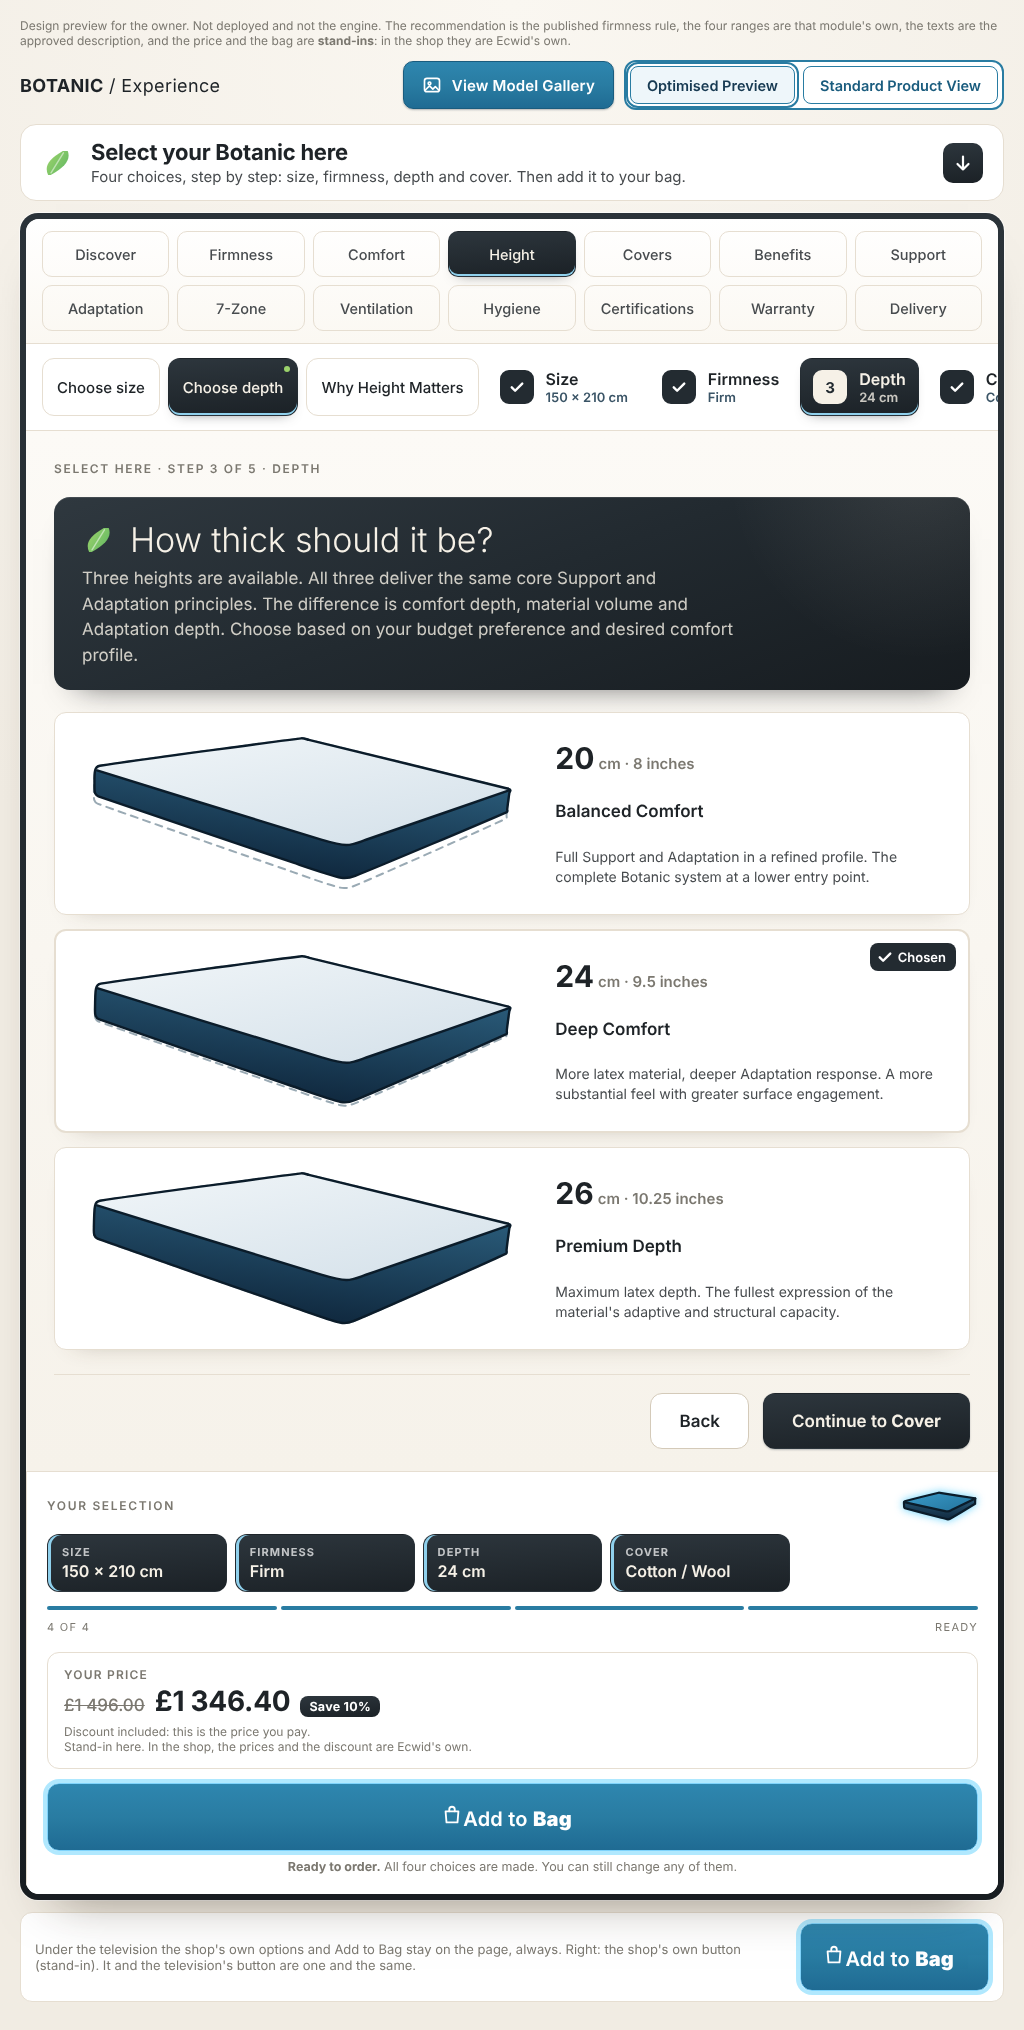 Design preview for the owner. Not deployed and not the engine. The recommendation is the published firmness rule, the four ranges are that module's own, the texts are the
approved description, and the price and the bag are stand-ins: in the shop they are Ecwid's own.
BOTANIC / Experience
View Model Gallery
Optimised Preview
Standard Product View
Select your Botanic here
Four choices, step by step: size, firmness, depth and cover. Then add it to your bag.
Discover
Firmness
Comfort
Height
Covers
Benefits
Support
Adaptation
7-Zone
Ventilation
Hygiene
Certifications
Warranty
Delivery
Choose size
Choose depth
Why Height Matters
Size
150 × 210 cm
Firmness
Firm
3
Depth
24 cm
SELECT HERE · STEP 3 OF 5 · DEPTH
How thick should it be?
Three heights are available. All three deliver the same core Support and
Adaptation principles. The difference is comfort depth, material volume and
Adaptation depth. Choose based on your budget preference and desired comfort
profile.
20 cm · 8 inches
Balanced Comfort
Full Support and Adaptation in a refined profile. The
complete Botanic system at a lower entry point.
Chosen
24 cm · 9.5 inches
Deep Comfort
More latex material, deeper Adaptation response. A more
substantial feel with greater surface engagement.
26 cm · 10.25 inches
Premium Depth
Maximum latex depth. The fullest expression of the
material's adaptive and structural capacity.
Back
Continue to Cover
YOUR SELECTION
SIZE
150 × 210 cm
FIRMNESS
Firm
DEPTH
24 cm
COVER
Cotton / Wool
4 OF 4
READY
YOUR PRICE
£1 496.00 £1 346.40 Save 10%
Discount included: this is the price you pay.
Stand-in here. In the shop, the prices and the discount are Ecwid's own.
Add to Bag
Ready to order. All four choices are made. You can still change any of them.
Under the television the shop's own options and Add to Bag stay on the page, always. Right: the shop's own button
(stand-in). It and the television's button are one and the same.
Add to Bag